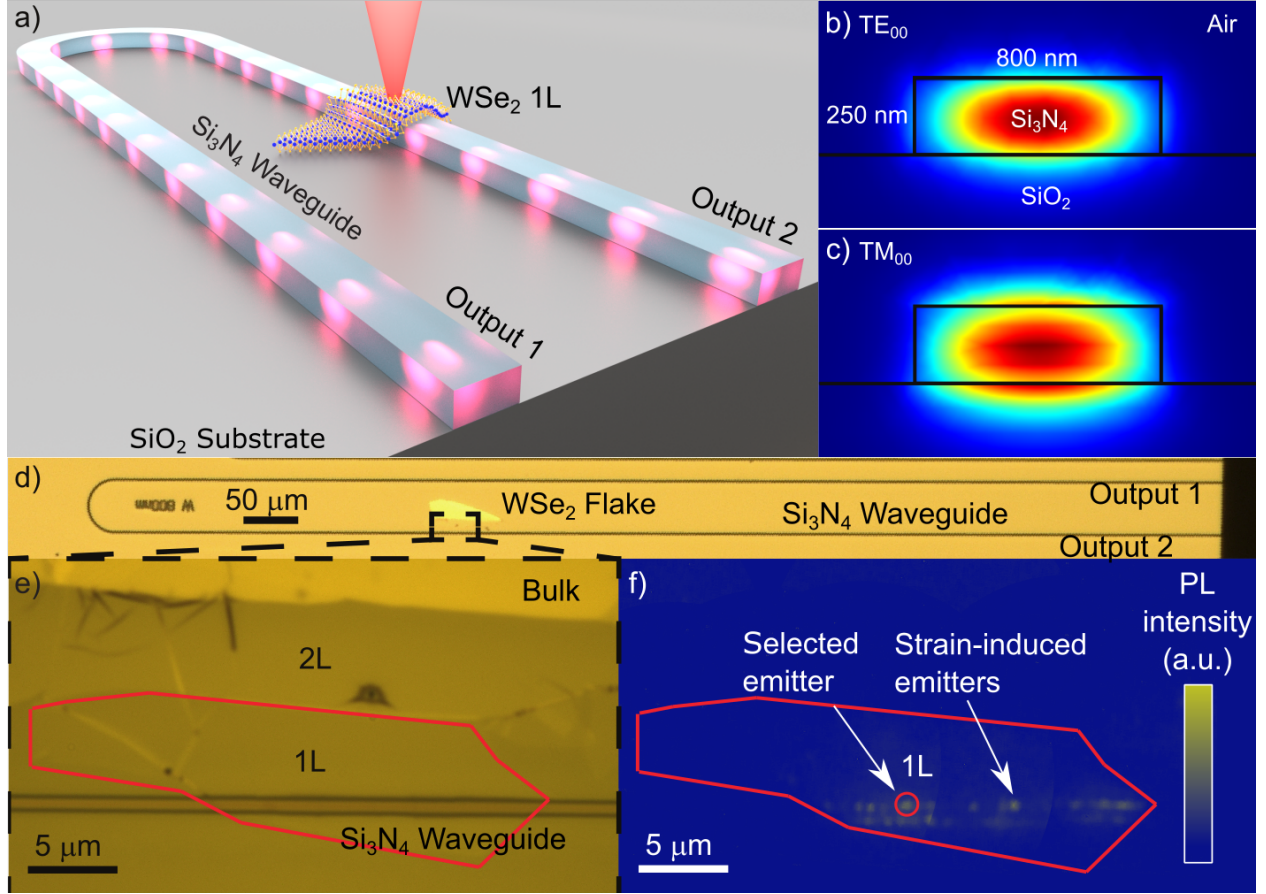 a)
WSe₂ 1L
Si₃N₄ Waveguide
Output 2
Output 1
SiO₂ Substrate
b) TE₀₀
Air
800 nm
250 nm
Si₃N₄
SiO₂
c) TM₀₀
d)
W 800nm
50 μm
WSe₂ Flake
Si₃N₄ Waveguide
Output 1
Output 2
e)
Bulk
2L
1L
Si₃N₄ Waveguide
5 μm
f)
PL
intensity
(a.u.)
Selected
emitter
Strain-induced
emitters
1L
5 μm